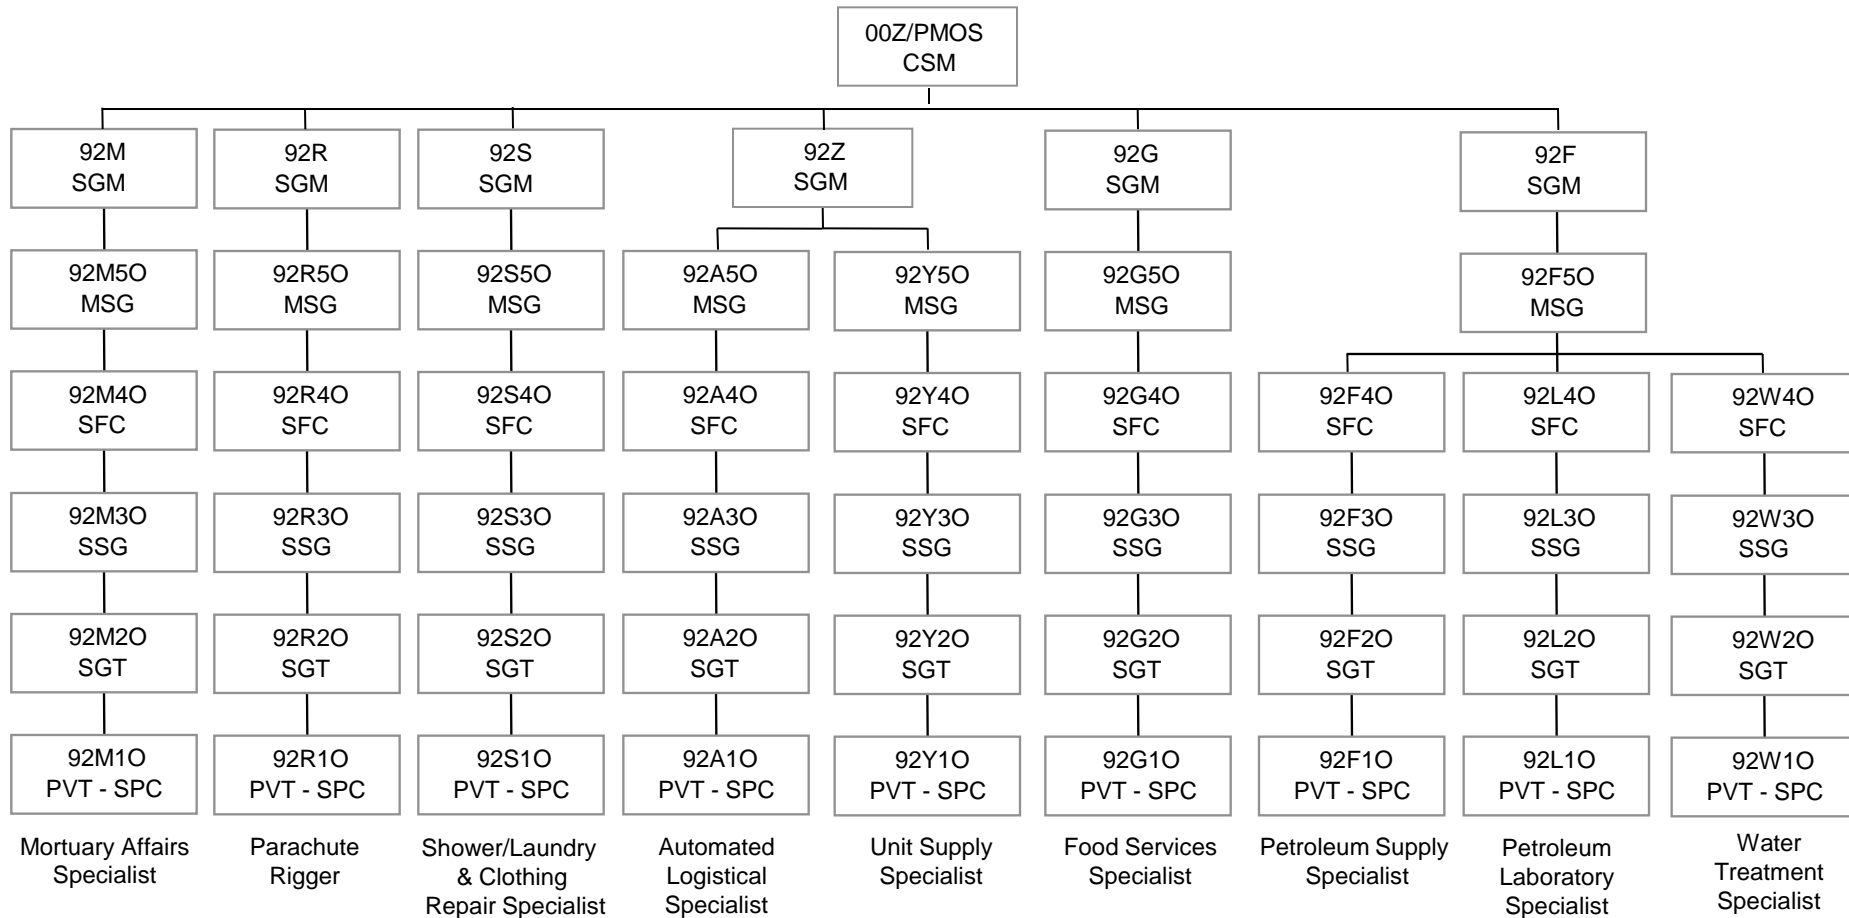 00Z/PMOS
CSM
92M
SGM
92R
SGM
92S
SGM
92Z
SGM
92G
SGM
92F
SGM
92M5O
MSG
92R5O
MSG
92S5O
MSG
92A5O
MSG
92Y5O
MSG
92G5O
MSG
92F5O
MSG
92M4O
SFC
92R4O
SFC
92S4O
SFC
92A4O
SFC
92Y4O
SFC
92G4O
SFC
92F4O
SFC
92L4O
SFC
92W4O
SFC
92M3O
SSG
92R3O
SSG
92S3O
SSG
92A3O
SSG
92Y3O
SSG
92G3O
SSG
92F3O
SSG
92L3O
SSG
92W3O
SSG
92M2O
SGT
92R2O
SGT
92S2O
SGT
92A2O
SGT
92Y2O
SGT
92G2O
SGT
92F2O
SGT
92L2O
SGT
92W2O
SGT
92M1O
PVT - SPC
92R1O
PVT - SPC
92S1O
PVT - SPC
92A1O
PVT - SPC
92Y1O
PVT - SPC
92G1O
PVT - SPC
92F1O
PVT - SPC
92L1O
PVT - SPC
92W1O
PVT - SPC
Mortuary Affairs
Specialist
Parachute
Rigger
Shower/Laundry
& Clothing
Repair Specialist
Automated
Logistical
Specialist
Unit Supply
Specialist
Food Services
Specialist
Petroleum Supply
Specialist
Petroleum
Laboratory
Specialist
Water
Treatment
Specialist